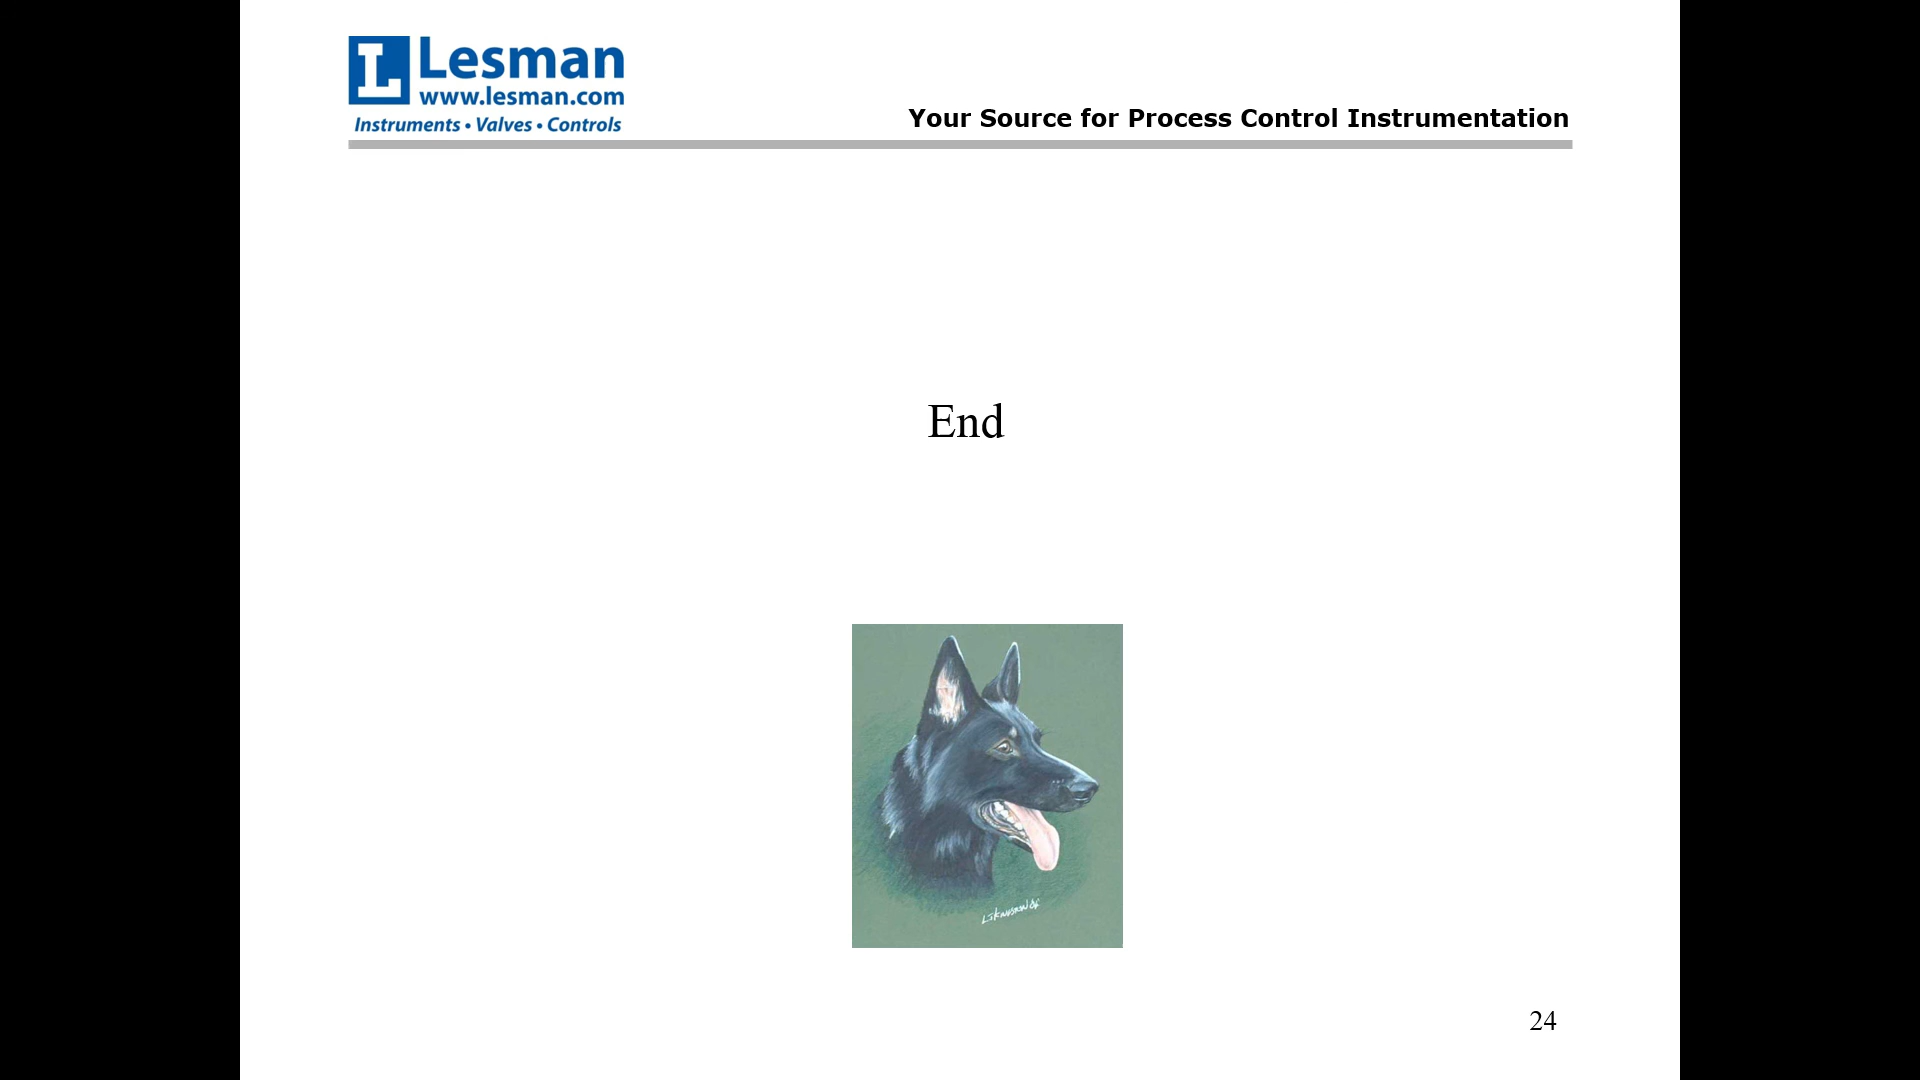 Lesman
www.lesman.com
Instruments • Valves • Controls
Your Source for Process Control Instrumentation
End
24